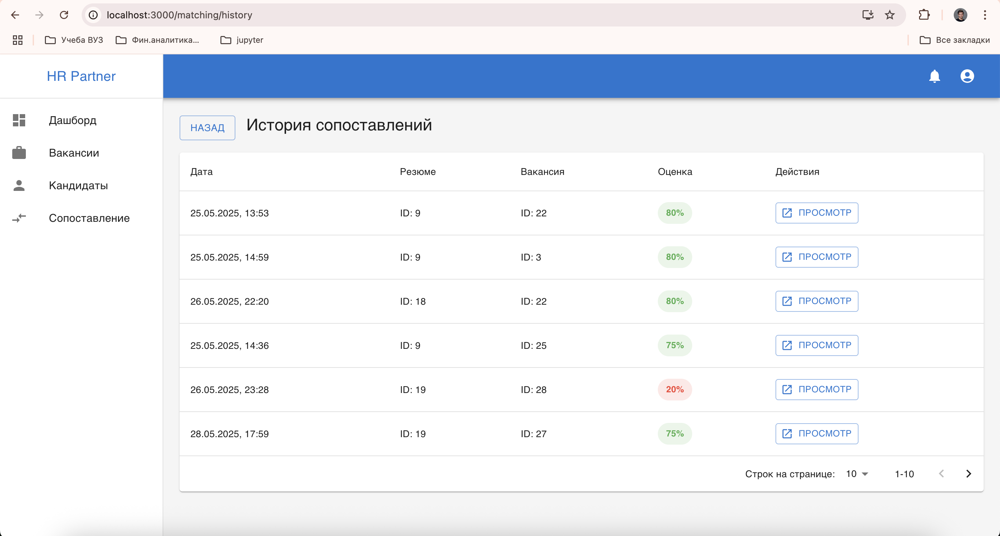 localhost:3000/matching/history
Учеба ВУЗ Фин.аналитика... jupyter Все закладки
HR Partner
Дашборд
Вакансии
Кандидаты
Сопоставление
НАЗАД История сопоставлений
Дата Резюме Вакансия Оценка Действия
25.05.2025, 13:53 ID: 9 ID: 22 80% ПРОСМОТР
25.05.2025, 14:59 ID: 9 ID: 3 80% ПРОСМОТР
26.05.2025, 22:20 ID: 18 ID: 22 80% ПРОСМОТР
25.05.2025, 14:36 ID: 9 ID: 25 75% ПРОСМОТР
26.05.2025, 23:28 ID: 19 ID: 28 20% ПРОСМОТР
28.05.2025, 17:59 ID: 19 ID: 27 75% ПРОСМОТР
Строк на странице: 10 1-10